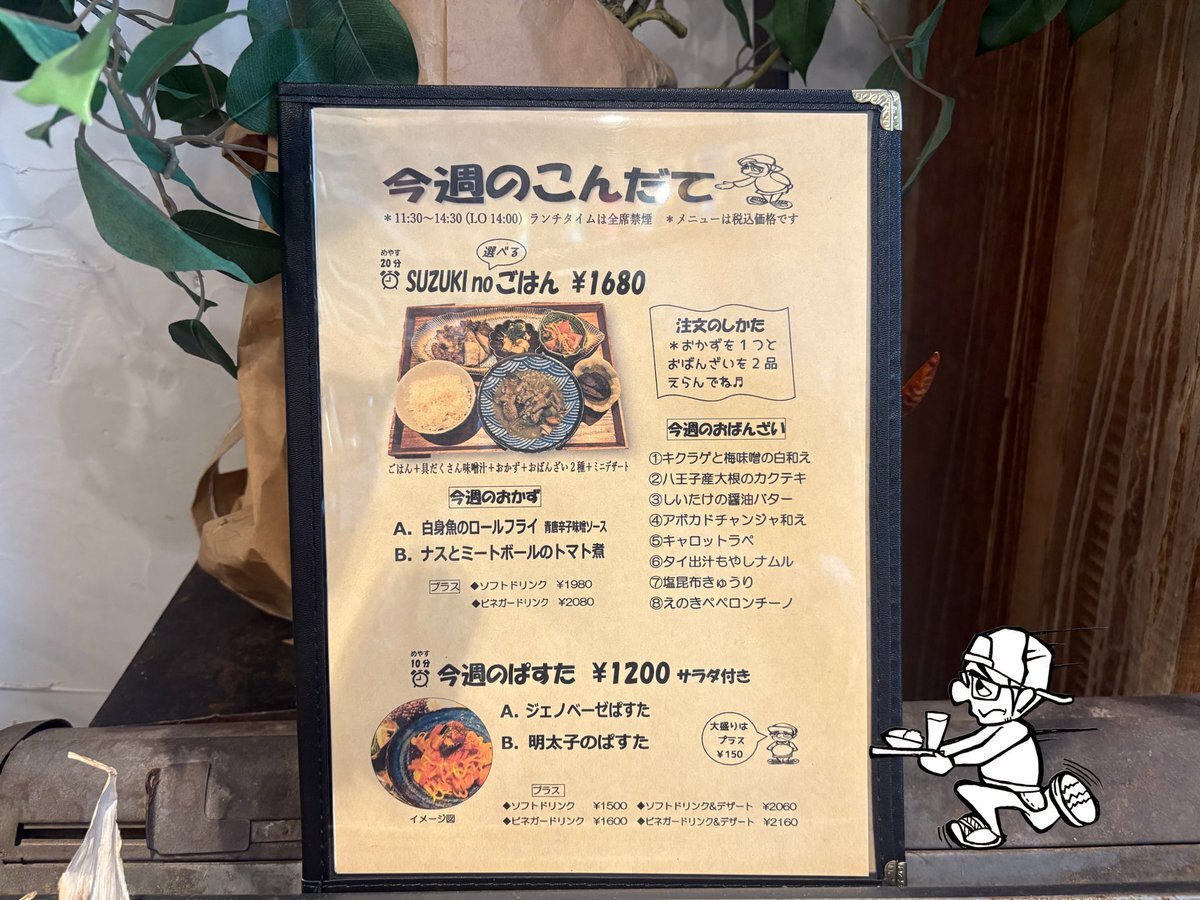 今週のこんだて
＊11:30～14:30（LO 14:00）ランチタイムは全席禁煙　＊メニューは税込価格です
めやす
20分
選べる
SUZUKI no ごはん ¥1680
ごはん＋具だくさん味噌汁＋おかず＋おばんざい2種＋ミニデザート
注文のしかた
＊おかずを1つと
おばんざいを2品
えらんでね♬
今週のおかず
A. 白身魚のロールフライ 青唐辛子味噌ソース
B. ナスとミートボールのトマト煮
プラス ◆ソフトドリンク ¥1980
◆ビネガードリンク ¥2080
今週のおばんざい
①キクラゲと梅味噌の白和え
②八王子産大根のカクテキ
③しいたけの醤油バター
④アボカドチャンジャ和え
⑤キャロットラペ
⑥タイ出汁もやしナムル
⑦塩昆布きゅうり
⑧えのきペペロンチーノ
めやす
10分
今週のぱすた ¥1200 サラダ付き
A. ジェノベーゼぱすた
B. 明太子のぱすた
イメージ図
大盛りは
プラス
¥150
プラス
◆ソフトドリンク ¥1500 ◆ソフトドリンク&デザート ¥2060
◆ビネガードリンク ¥1600 ◆ビネガードリンク&デザート ¥2160